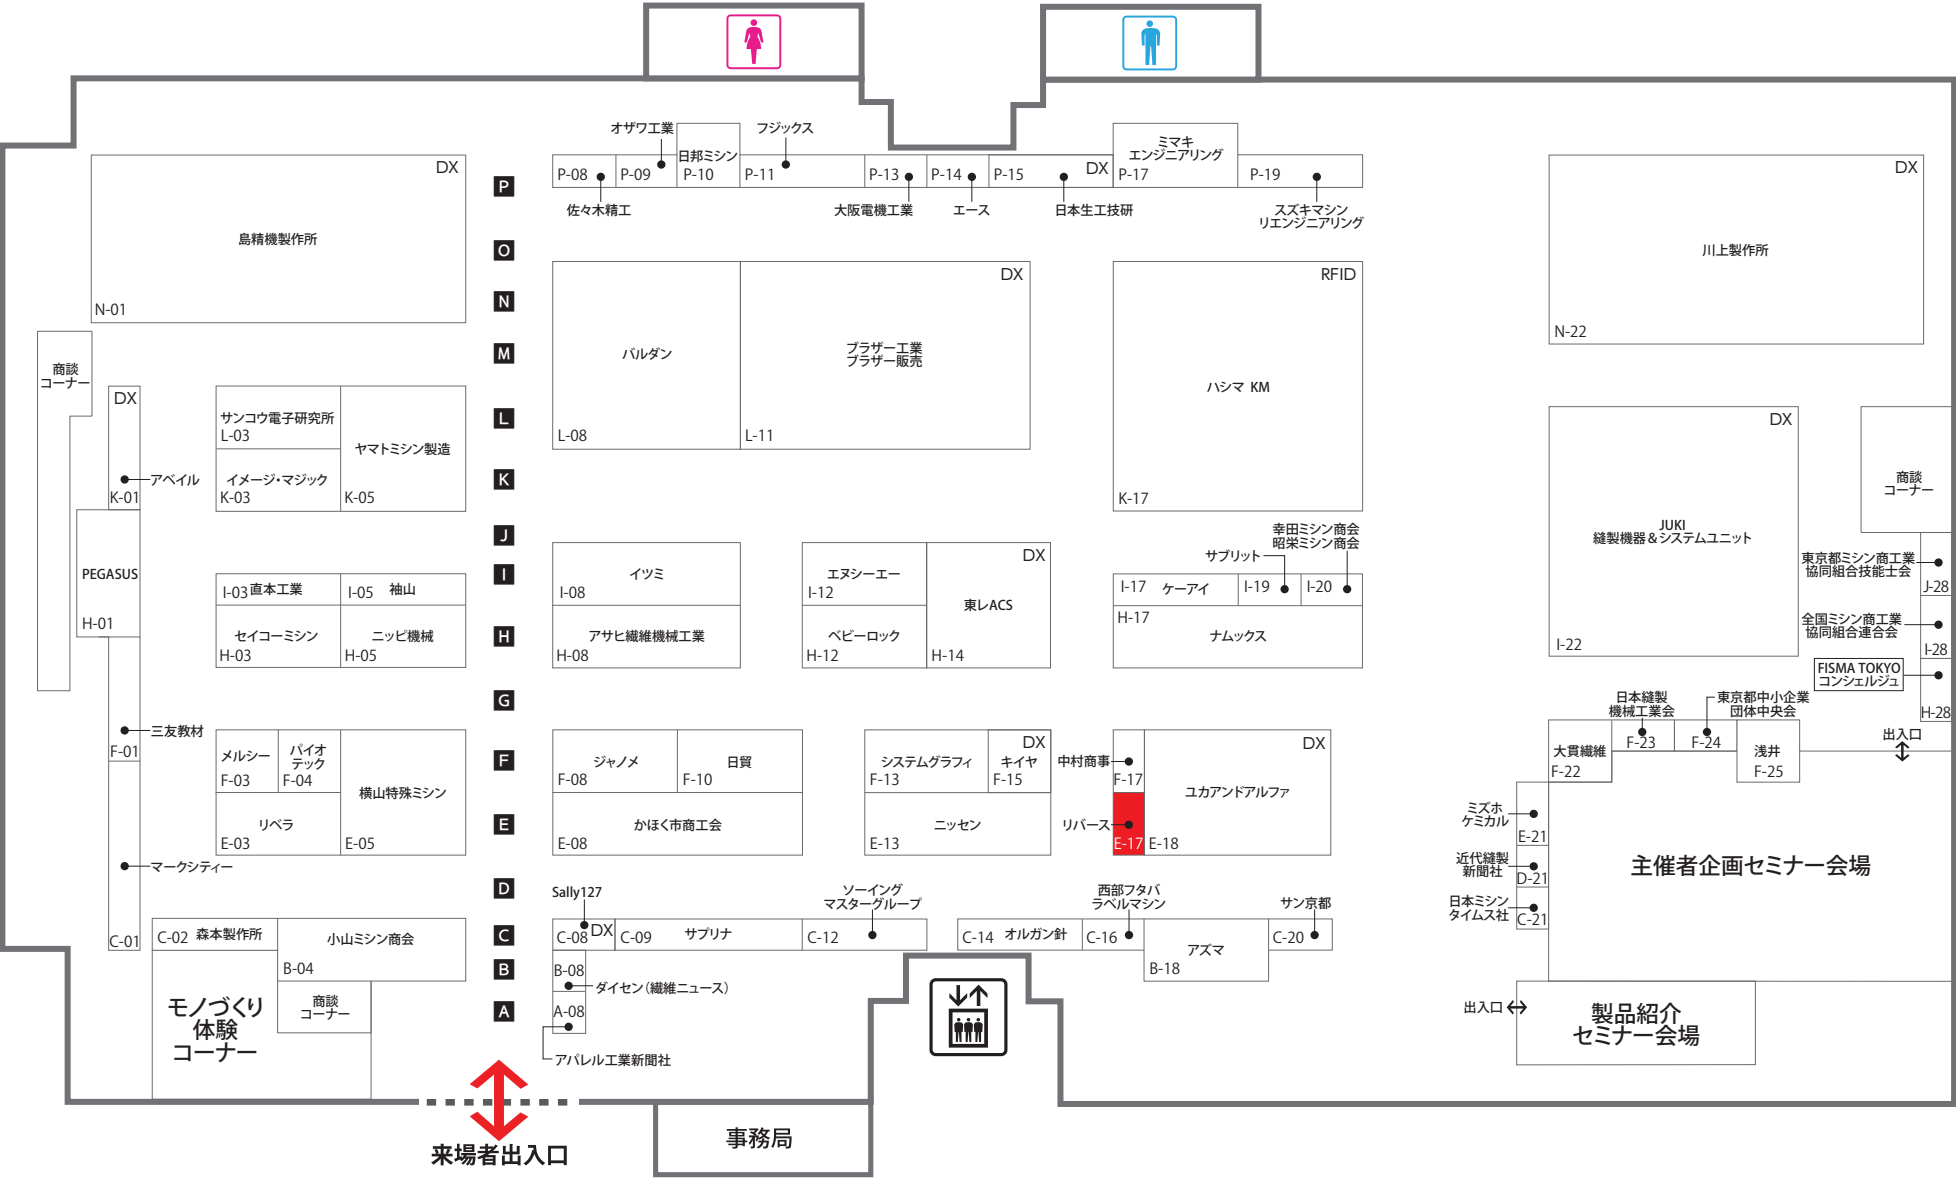 オザワ工業
フジックス
日邦ミシン
P-10
ミマキ
エンジニアリング
P-17
P
P-08
P-09
P-11
P-13
P-14
P-15
DX
P-19
佐々木精工
大阪電機工業
エース
日本生工技研
スズキマシン
リエンジニアリング
DX
島精機製作所
N-01
O
N
M
L
K
J
I
H
G
F
E
D
C
B
A
バルダン
L-08
DX
ブラザー工業
ブラザー販売
L-11
RFID
ハシマ KM
K-17
DX
川上製作所
N-22
商談
コーナー
DX
アベイル
K-01
サンコウ電子研究所
L-03
イメージ・マジック
K-03
ヤマトミシン製造
K-05
PEGASUS
H-01
I-03 直本工業
I-05 袖山
セイコーミシン
H-03
ニッピ機械
H-05
イツミ
I-08
アサヒ繊維機械工業
H-08
エヌシーエー
I-12
ベビーロック
H-12
DX
東レACS
H-14
幸田ミシン商会
昭栄ミシン商会
サブリット
I-17 ケーアイ
I-19
I-20
H-17
ナムックス
DX
JUKI
縫製機器&システムユニット
I-22
商談
コーナー
東京都ミシン商工業
協同組合技能士会
J-28
全国ミシン商工業
協同組合連合会
I-28
FISMA TOKYO
コンシェルジュ
H-28
三友教材
F-01
マークシティー
C-01
メルシー
F-03
パイオ
テック
F-04
リベラ
E-03
横山特殊ミシン
E-05
ジャノメ
F-08
日貿
F-10
かほく市商工会
E-08
システムグラフィ
F-13
DX
キイヤ
F-15
ニッセン
E-13
中村商事
F-17
リバース
E-17
DX
ユカアンドアルファ
E-18
日本縫製
機械工業会
F-23
東京都中小企業
団体中央会
F-24
大貫繊維
F-22
浅井
F-25
出入口
ミズホ
ケミカル
E-21
近代縫製
新聞社
D-21
日本ミシン
タイムス社
C-21
主催者企画セミナー会場
Sally127
C-08
DX
C-09 サプリナ
ソーイング
マスターグループ
C-12
C-14 オルガン針
西部フタバ
ラベルマシン
C-16
アズマ
B-18
サン京都
C-20
C-02 森本製作所
小山ミシン商会
B-04
商談
コーナー
モノづくり
体験
コーナー
B-08
ダイセン(繊維ニュース)
A-08
アパレル工業新聞社
出入口
製品紹介
セミナー会場
事務局
来場者出入口